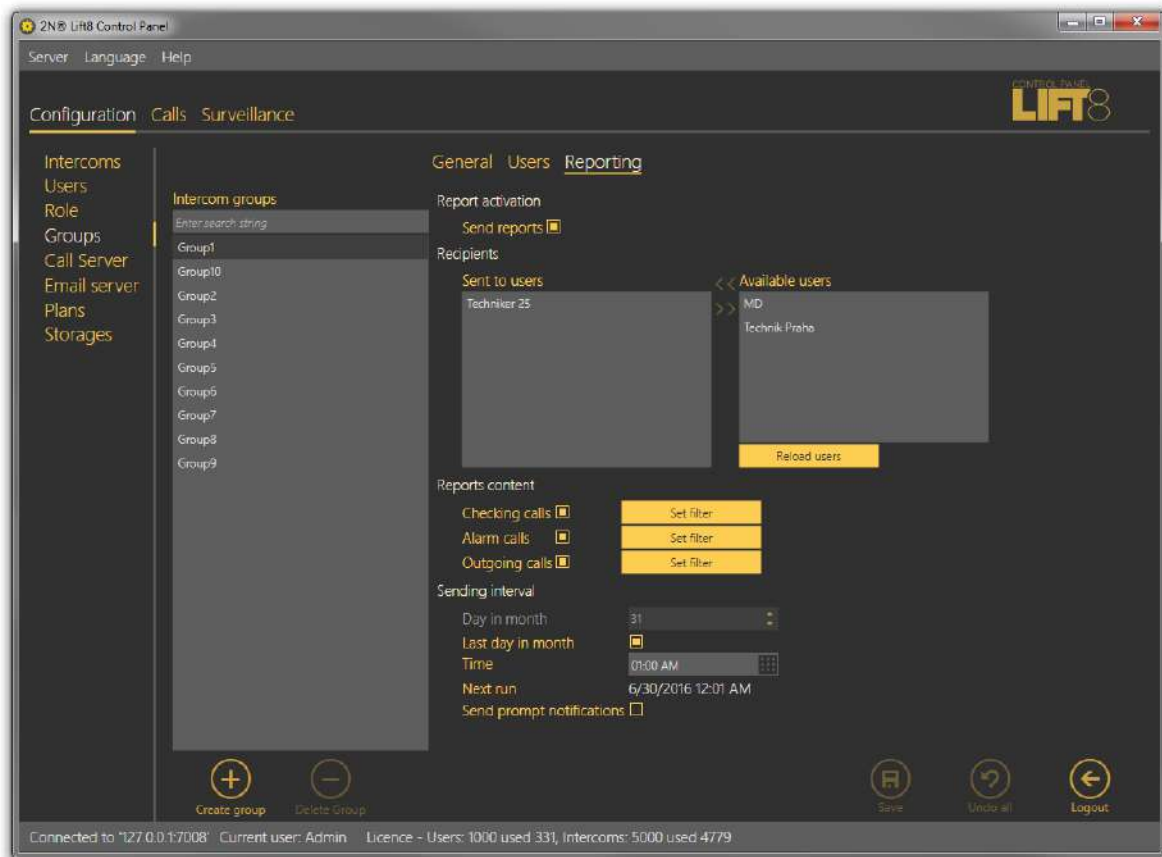 2N® Lift8 Control Panel
Server Language Help
CONTROL PANEL
LIFT8
Configuration Calls Surveillance
Intercoms
Users
Role
Groups
Call Server
Email server
Plans
Storages
Intercom groups
Enter search string
Group1
Group10
Group2
Group3
Group4
Group5
Group6
Group7
Group8
Group9
General Users Reporting
Report activation
Send reports
Recipients
Sent to users << Available users
>>
Techniker 25
MD
Technik Praha
Reload users
Reports content
Checking calls Set filter
Alarm calls Set filter
Outgoing calls Set filter
Sending interval
Day in month 31
Last day in month
Time 01:00 AM
Next run 6/30/2016 12:01 AM
Send prompt notifications
Create group Delete Group Save Undo all Logout
Connected to '127.0.0.1:7008' Current user: Admin Licence - Users: 1000 used 331, Intercoms: 5000 used 4779